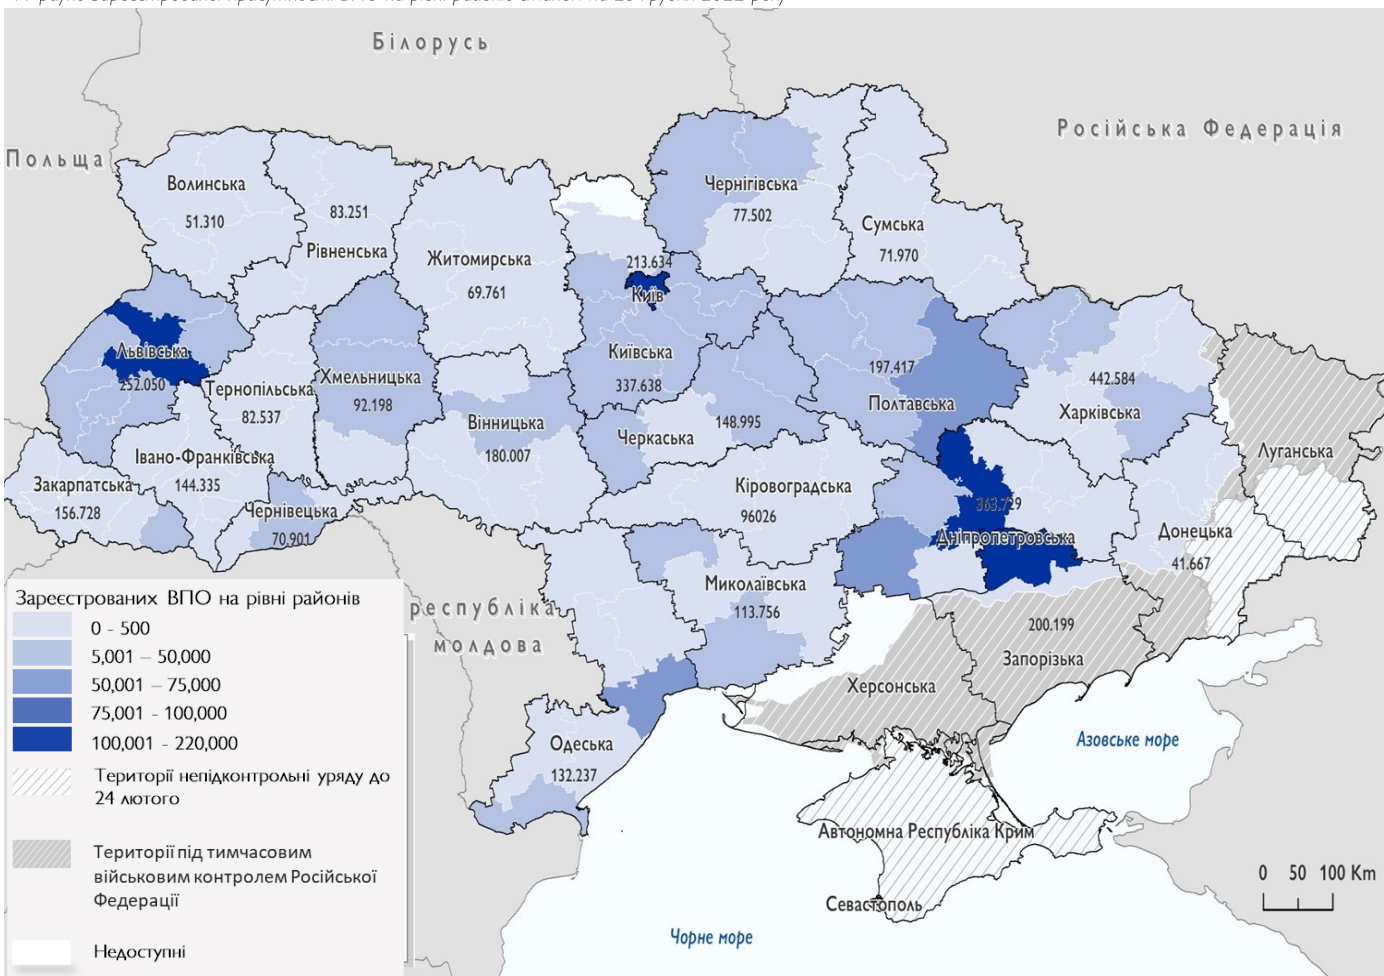 Білорусь
Російська Федерація
Польща
Волинська
51.310
83.251
Рівненська
Житомирська
69.761
Чернігівська
77.502
Сумська
71.970
213.634
Київ
Київська
337.638
Львівська
252.050
Тернопільська
82.537
Хмельницька
92.198
Вінницька
180.007
Черкаська
148.995
197.417
Полтавська
442.584
Харківська
Луганська
Івано-Франківська
144.335
Закарпатська
156.728
Чернівецька
70.901
Кіровоградська
96026
363.729
Дніпропетровська
Донецька
41.667
Миколаївська
113.756
200.199
Запорізька
Херсонська
республіка
молдова
Одеська
132.237
Азовське море
Автономна Республіка Крим
Севастополь
Чорне море
0 50 100 Km
Зареєстрованих ВПО на рівні районів
0 - 500
5,001 – 50,000
50,001 – 75,000
75,001 - 100,000
100,001 - 220,000
Території непідконтрольні уряду до
24 лютого
Території під тимчасовим
військовим контролем Російської
Федерації
Недоступні